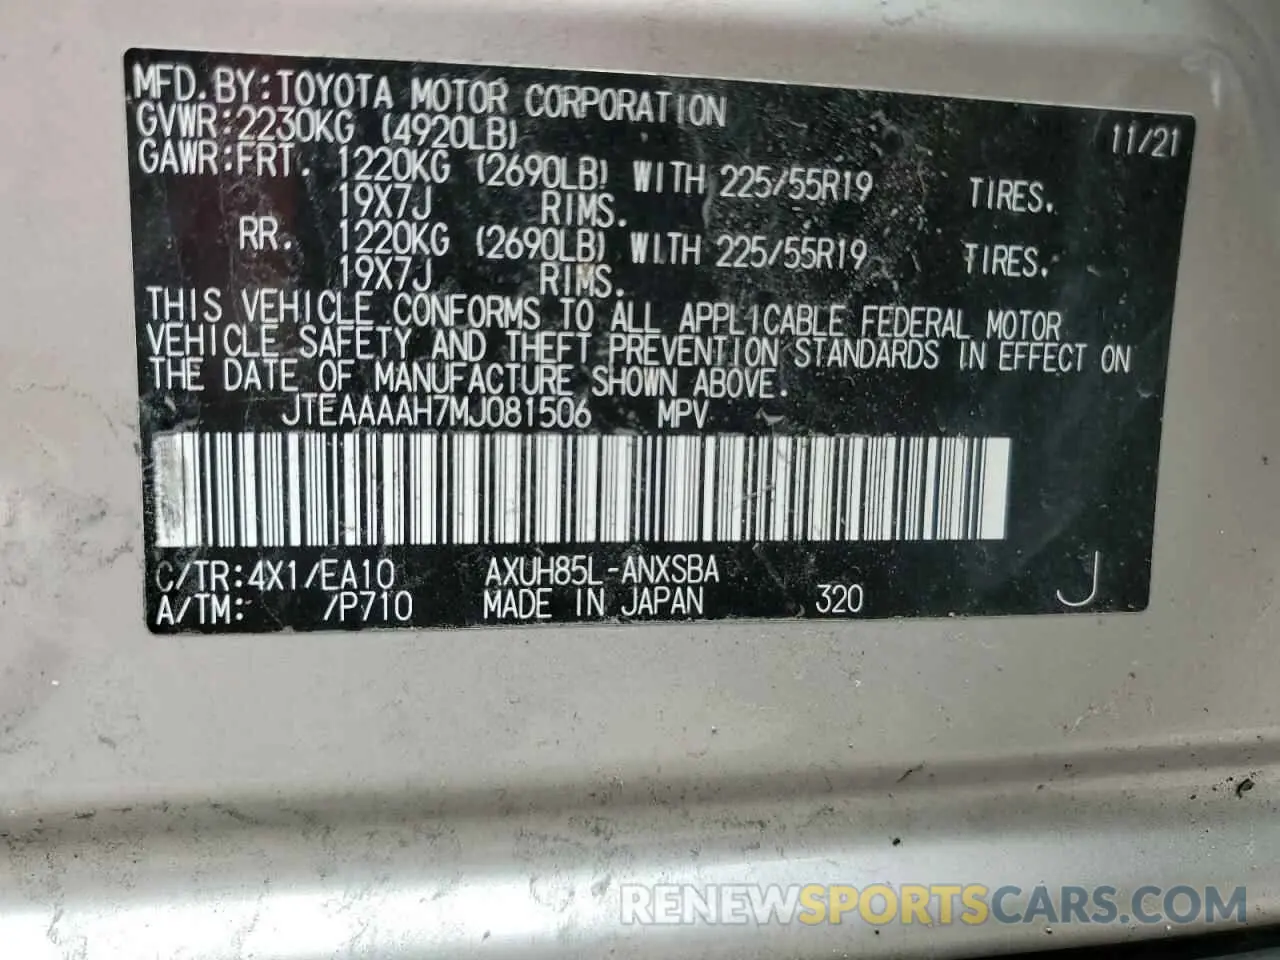 MFD. BY: TOYOTA MOTOR CORPORATION 11/21
GVWR: 2230KG (4920LB)
GAWR: FRT. 1220KG (2690LB) WITH 225/55R19 TIRES.
19X7J RIMS.
RR. 1220KG (2690LB) WITH 225/55R19 TIRES.
19X7J RIMS.
THIS VEHICLE CONFORMS TO ALL APPLICABLE FEDERAL MOTOR
VEHICLE SAFETY AND THEFT PREVENTION STANDARDS IN EFFECT ON
THE DATE OF MANUFACTURE SHOWN ABOVE.
JTEAAAAH7MJ081506 MPV
C/TR: 4X1/EA10 AXUH85L-ANXSBA
A/TM: /P710 MADE IN JAPAN 320 J
RENEWSPORTSCARS.COM